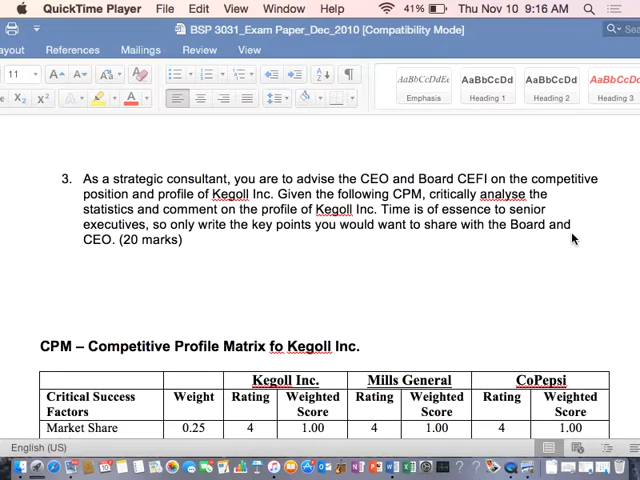 QuickTime Player File Edit View Window Help 41% Thu Nov 10 9:16 AM
BSP 3031_Exam Paper_Dec_2010 [Compatibility Mode]
ayout References Mailings Review View
11 A A Aa AaBbCcDdEe AaBbCcDd AaBbCcDd AaBbCcDd
X₂ X² A A Emphasis Heading 1 Heading 2 Heading 3
3. As a strategic consultant, you are to advise the CEO and Board CEFI on the competitive
position and profile of Kegoll Inc. Given the following CPM, critically analyse the
statistics and comment on the profile of Kegoll Inc. Time is of essence to senior
executives, so only write the key points you would want to share with the Board and
CEO. (20 marks)
CPM – Competitive Profile Matrix fo Kegoll Inc.
Kegoll Inc. Mills General CoPepsi
Critical Success Factors Weight Rating Weighted Score Rating Weighted Score Rating Weighted Score
Market Share 0.25 4 1.00 4 1.00 4 1.00
English (US)